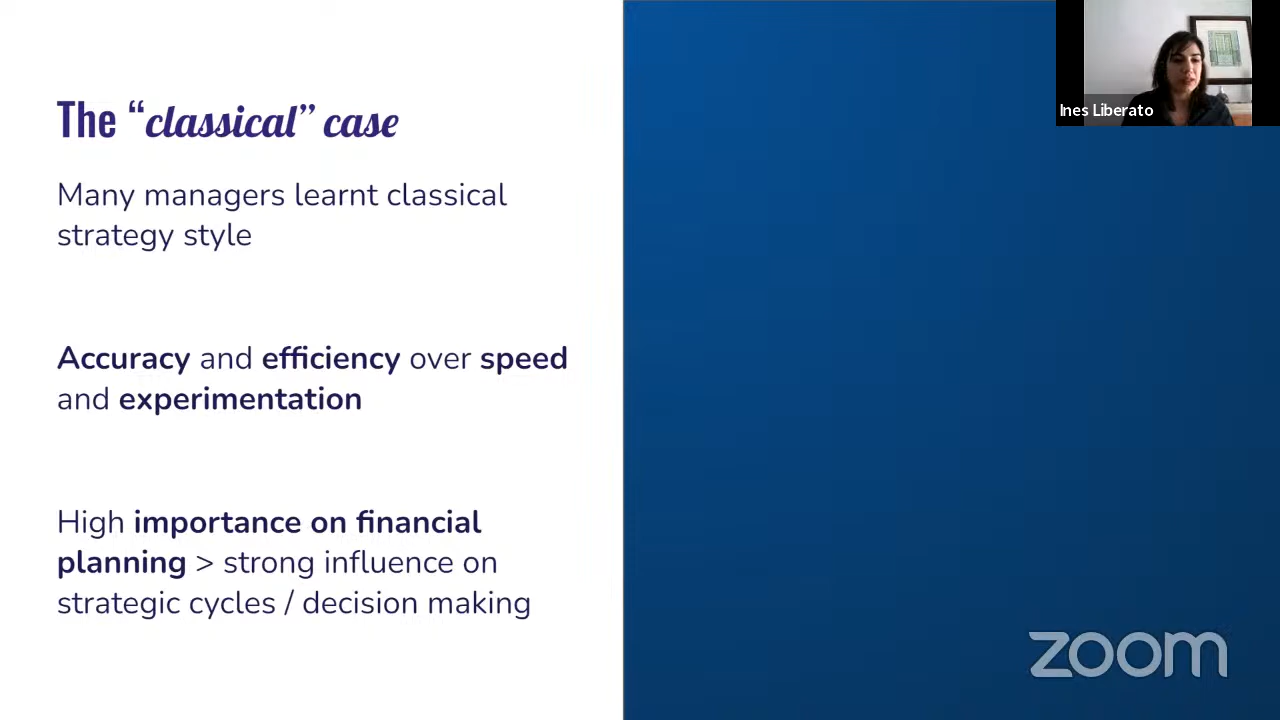 The “classical” case
Many managers learnt classical
strategy style
Accuracy and efficiency over speed
and experimentation
High importance on financial
planning > strong influence on
strategic cycles / decision making
Ines Liberato
zoom